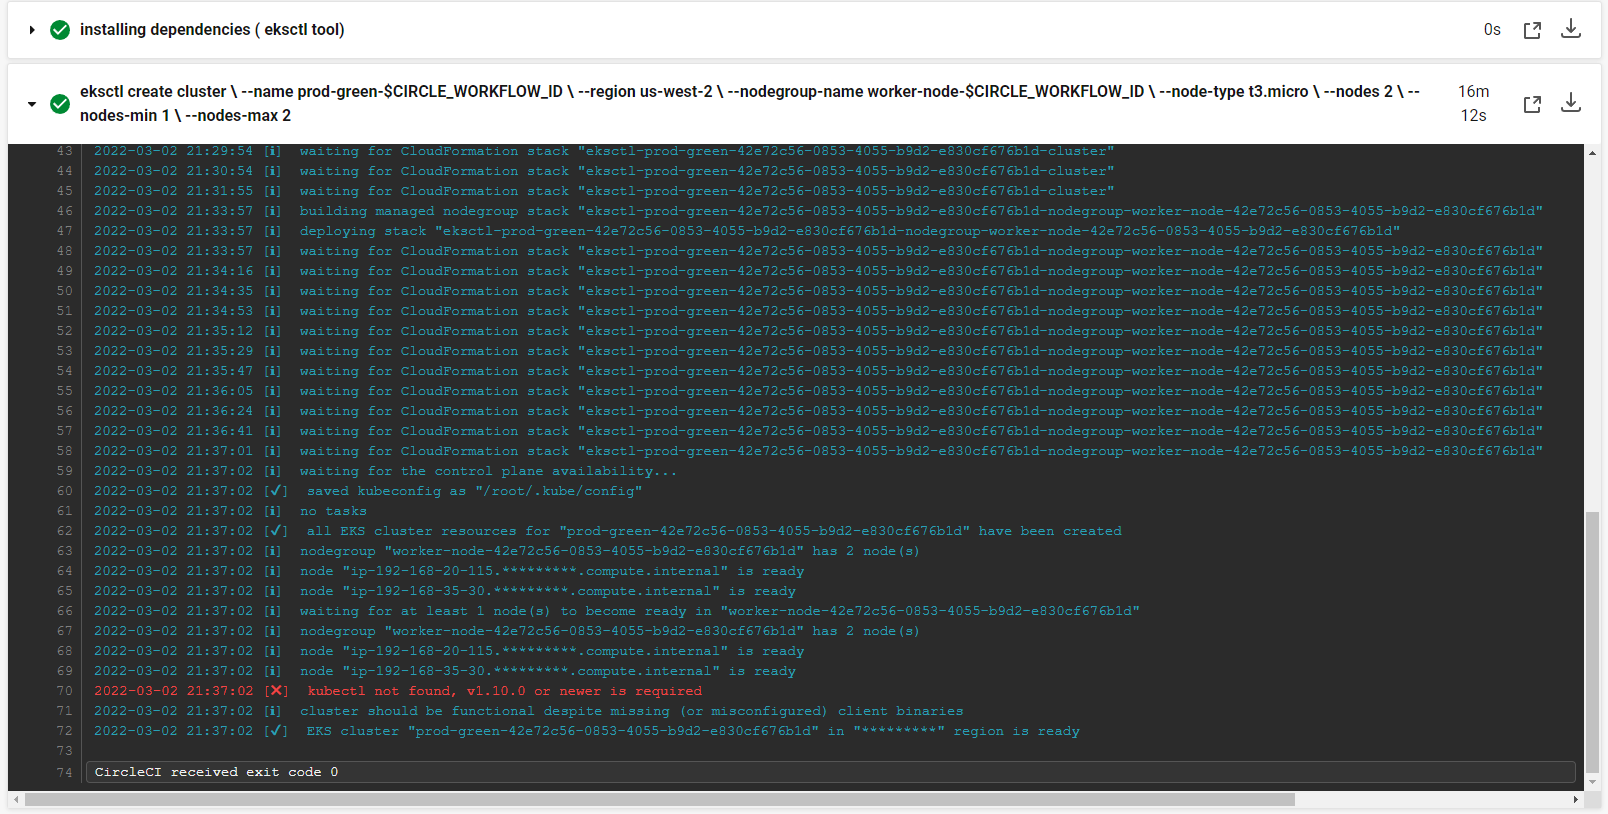 installing dependencies ( eksctl tool)
0s
eksctl create cluster \ --name prod-green-$CIRCLE_WORKFLOW_ID \ --region us-west-2 \ --nodegroup-name worker-node-$CIRCLE_WORKFLOW_ID \ --node-type t3.micro \ --nodes 2 \ --
nodes-min 1 \ --nodes-max 2
16m
12s
43 2022-03-02 21:29:54 [ℹ]  waiting for CloudFormation stack "eksctl-prod-green-42e72c56-0853-4055-b9d2-e830cf676b1d-cluster"
44 2022-03-02 21:30:54 [ℹ]  waiting for CloudFormation stack "eksctl-prod-green-42e72c56-0853-4055-b9d2-e830cf676b1d-cluster"
45 2022-03-02 21:31:55 [ℹ]  waiting for CloudFormation stack "eksctl-prod-green-42e72c56-0853-4055-b9d2-e830cf676b1d-cluster"
46 2022-03-02 21:33:57 [ℹ]  building managed nodegroup stack "eksctl-prod-green-42e72c56-0853-4055-b9d2-e830cf676b1d-nodegroup-worker-node-42e72c56-0853-4055-b9d2-e830cf676b1d"
47 2022-03-02 21:33:57 [ℹ]  deploying stack "eksctl-prod-green-42e72c56-0853-4055-b9d2-e830cf676b1d-nodegroup-worker-node-42e72c56-0853-4055-b9d2-e830cf676b1d"
48 2022-03-02 21:33:57 [ℹ]  waiting for CloudFormation stack "eksctl-prod-green-42e72c56-0853-4055-b9d2-e830cf676b1d-nodegroup-worker-node-42e72c56-0853-4055-b9d2-e830cf676b1d"
49 2022-03-02 21:34:16 [ℹ]  waiting for CloudFormation stack "eksctl-prod-green-42e72c56-0853-4055-b9d2-e830cf676b1d-nodegroup-worker-node-42e72c56-0853-4055-b9d2-e830cf676b1d"
50 2022-03-02 21:34:35 [ℹ]  waiting for CloudFormation stack "eksctl-prod-green-42e72c56-0853-4055-b9d2-e830cf676b1d-nodegroup-worker-node-42e72c56-0853-4055-b9d2-e830cf676b1d"
51 2022-03-02 21:34:53 [ℹ]  waiting for CloudFormation stack "eksctl-prod-green-42e72c56-0853-4055-b9d2-e830cf676b1d-nodegroup-worker-node-42e72c56-0853-4055-b9d2-e830cf676b1d"
52 2022-03-02 21:35:12 [ℹ]  waiting for CloudFormation stack "eksctl-prod-green-42e72c56-0853-4055-b9d2-e830cf676b1d-nodegroup-worker-node-42e72c56-0853-4055-b9d2-e830cf676b1d"
53 2022-03-02 21:35:29 [ℹ]  waiting for CloudFormation stack "eksctl-prod-green-42e72c56-0853-4055-b9d2-e830cf676b1d-nodegroup-worker-node-42e72c56-0853-4055-b9d2-e830cf676b1d"
54 2022-03-02 21:35:47 [ℹ]  waiting for CloudFormation stack "eksctl-prod-green-42e72c56-0853-4055-b9d2-e830cf676b1d-nodegroup-worker-node-42e72c56-0853-4055-b9d2-e830cf676b1d"
55 2022-03-02 21:36:05 [ℹ]  waiting for CloudFormation stack "eksctl-prod-green-42e72c56-0853-4055-b9d2-e830cf676b1d-nodegroup-worker-node-42e72c56-0853-4055-b9d2-e830cf676b1d"
56 2022-03-02 21:36:24 [ℹ]  waiting for CloudFormation stack "eksctl-prod-green-42e72c56-0853-4055-b9d2-e830cf676b1d-nodegroup-worker-node-42e72c56-0853-4055-b9d2-e830cf676b1d"
57 2022-03-02 21:36:41 [ℹ]  waiting for CloudFormation stack "eksctl-prod-green-42e72c56-0853-4055-b9d2-e830cf676b1d-nodegroup-worker-node-42e72c56-0853-4055-b9d2-e830cf676b1d"
58 2022-03-02 21:37:01 [ℹ]  waiting for CloudFormation stack "eksctl-prod-green-42e72c56-0853-4055-b9d2-e830cf676b1d-nodegroup-worker-node-42e72c56-0853-4055-b9d2-e830cf676b1d"
59 2022-03-02 21:37:02 [ℹ]  waiting for the control plane availability...
60 2022-03-02 21:37:02 [✔]  saved kubeconfig as "/root/.kube/config"
61 2022-03-02 21:37:02 [ℹ]  no tasks
62 2022-03-02 21:37:02 [✔]  all EKS cluster resources for "prod-green-42e72c56-0853-4055-b9d2-e830cf676b1d" have been created
63 2022-03-02 21:37:02 [ℹ]  nodegroup "worker-node-42e72c56-0853-4055-b9d2-e830cf676b1d" has 2 node(s)
64 2022-03-02 21:37:02 [ℹ]  node "ip-192-168-20-115.*********.compute.internal" is ready
65 2022-03-02 21:37:02 [ℹ]  node "ip-192-168-35-30.*********.compute.internal" is ready
66 2022-03-02 21:37:02 [ℹ]  waiting for at least 1 node(s) to become ready in "worker-node-42e72c56-0853-4055-b9d2-e830cf676b1d"
67 2022-03-02 21:37:02 [ℹ]  nodegroup "worker-node-42e72c56-0853-4055-b9d2-e830cf676b1d" has 2 node(s)
68 2022-03-02 21:37:02 [ℹ]  node "ip-192-168-20-115.*********.compute.internal" is ready
69 2022-03-02 21:37:02 [ℹ]  node "ip-192-168-35-30.*********.compute.internal" is ready
70 2022-03-02 21:37:02 [✖]  kubectl not found, v1.10.0 or newer is required
71 2022-03-02 21:37:02 [ℹ]  cluster should be functional despite missing (or misconfigured) client binaries
72 2022-03-02 21:37:02 [✔]  EKS cluster "prod-green-42e72c56-0853-4055-b9d2-e830cf676b1d" in "*********" region is ready
73
74 CircleCI received exit code 0